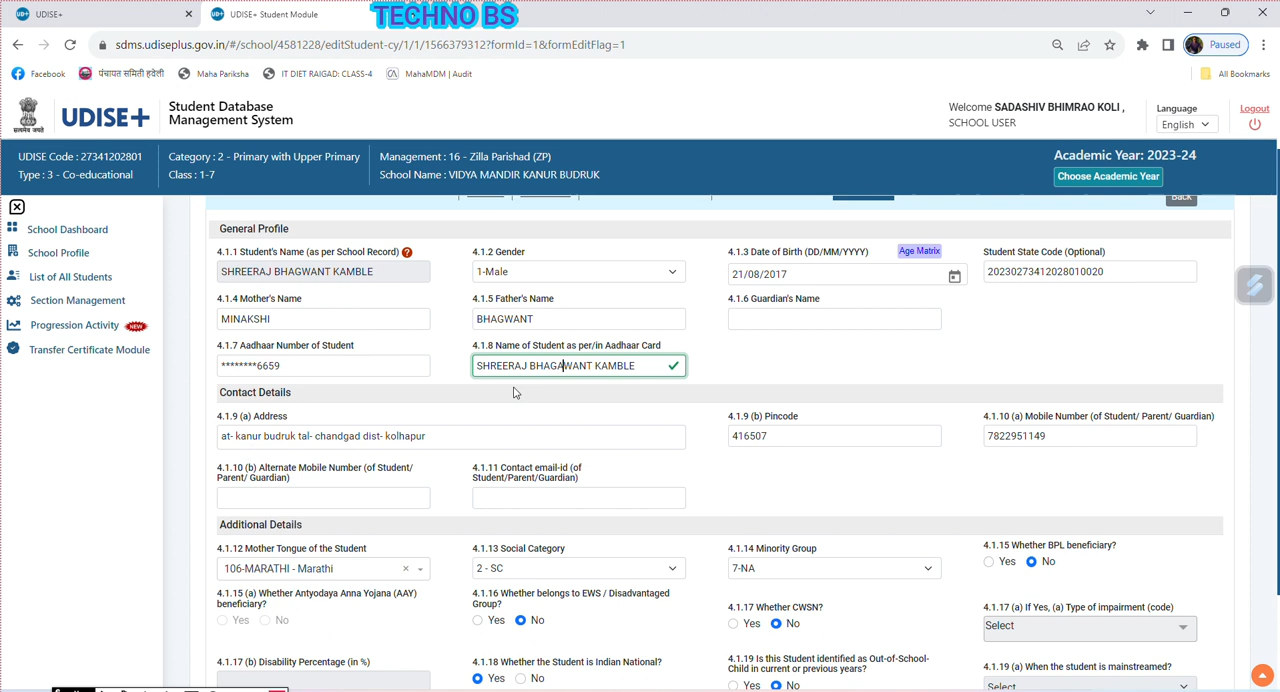 UDISE+
UDISE+ Student Module
TECHNO BS
sdms.udiseplus.gov.in/#/school/4581228/editStudent-cy/1/1/1566379312?formId=1&formEditFlag=1
Paused
Facebook
पंचायत समिती हवेली
Maha Pariksha
IT DIET RAIGAD: CLASS-4
MahaMDM | Audit
All Bookmarks
सत्यमेव जयते
UDISE+
Student Database
Management System
Welcome SADASHIV BHIMRAO KOLI ,
SCHOOL USER
Language
English
Logout
UDISE Code : 27341202801
Type : 3 - Co-educational
Category : 2 - Primary with Upper Primary
Class : 1-7
Management : 16 - Zilla Parishad (ZP)
School Name : VIDYA MANDIR KANUR BUDRUK
Academic Year: 2023-24
Choose Academic Year
Back
School Dashboard
School Profile
List of All Students
Section Management
Progression Activity NEW
Transfer Certificate Module
General Profile
4.1.1 Student's Name (as per School Record) ?
SHREERAJ BHAGWANT KAMBLE
4.1.2 Gender
1-Male
4.1.3 Date of Birth (DD/MM/YYYY)
Age Matrix
21/08/2017
Student State Code (Optional)
20230273412028010020
4.1.4 Mother's Name
MINAKSHI
4.1.5 Father's Name
BHAGWANT
4.1.6 Guardian's Name
4.1.7 Aadhaar Number of Student
********6659
4.1.8 Name of Student as per/in Aadhaar Card
SHREERAJ BHAGAWANT KAMBLE
Contact Details
4.1.9 (a) Address
at- kanur budruk tal- chandgad dist- kolhapur
4.1.9 (b) Pincode
416507
4.1.10 (a) Mobile Number (of Student/ Parent/ Guardian)
7822951149
4.1.10 (b) Alternate Mobile Number (of Student/
Parent/ Guardian)
4.1.11 Contact email-id (of
Student/Parent/Guardian)
Additional Details
4.1.12 Mother Tongue of the Student
106-MARATHI - Marathi
4.1.13 Social Category
2 - SC
4.1.14 Minority Group
7-NA
4.1.15 Whether BPL beneficiary?
Yes No
4.1.15 (a) Whether Antyodaya Anna Yojana (AAY)
beneficiary?
Yes No
4.1.16 Whether belongs to EWS / Disadvantaged
Group?
Yes No
4.1.17 Whether CWSN?
Yes No
4.1.17 (a) If Yes, (a) Type of impairment (code)
Select
4.1.17 (b) Disability Percentage (in %)
4.1.18 Whether the Student is Indian National?
Yes No
4.1.19 Is this Student identified as Out-of-School-
Child in current or previous years?
Yes No
4.1.19 (a) When the student is mainstreamed?
Select